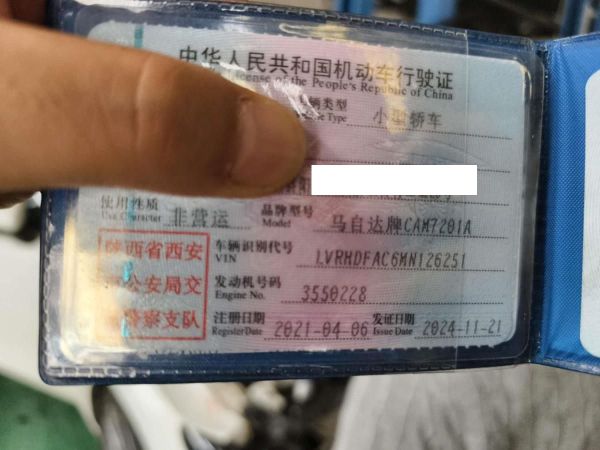 中华人民共和国机动车行驶证
License of the People's Republic of China
车辆类型 小型轿车
Type
使用性质 非营运 品牌型号 马自达牌CAM7201A
Use Character Model
陕西省西安 车辆识别代号 LVRHDFAC6MN126251
VIN
公安局交 发动机号码 3550228
Engine No.
警察支队 注册日期 2021-04-06 发证日期 2024-11-21
Register Date Issue Date